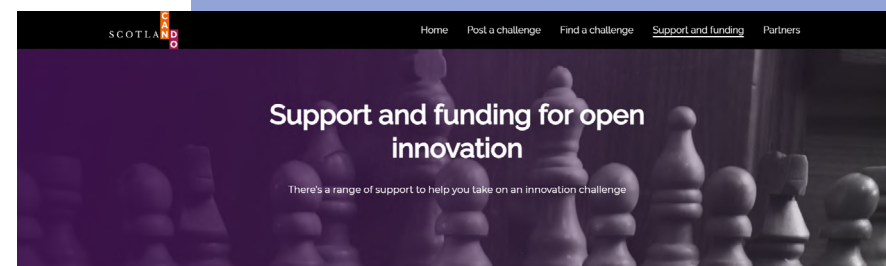 SCOTLAND
CAN
DO
Home Post a challenge Find a challenge Support and funding Partners
Support and funding for open
innovation
There's a range of support to help you take on an innovation challenge